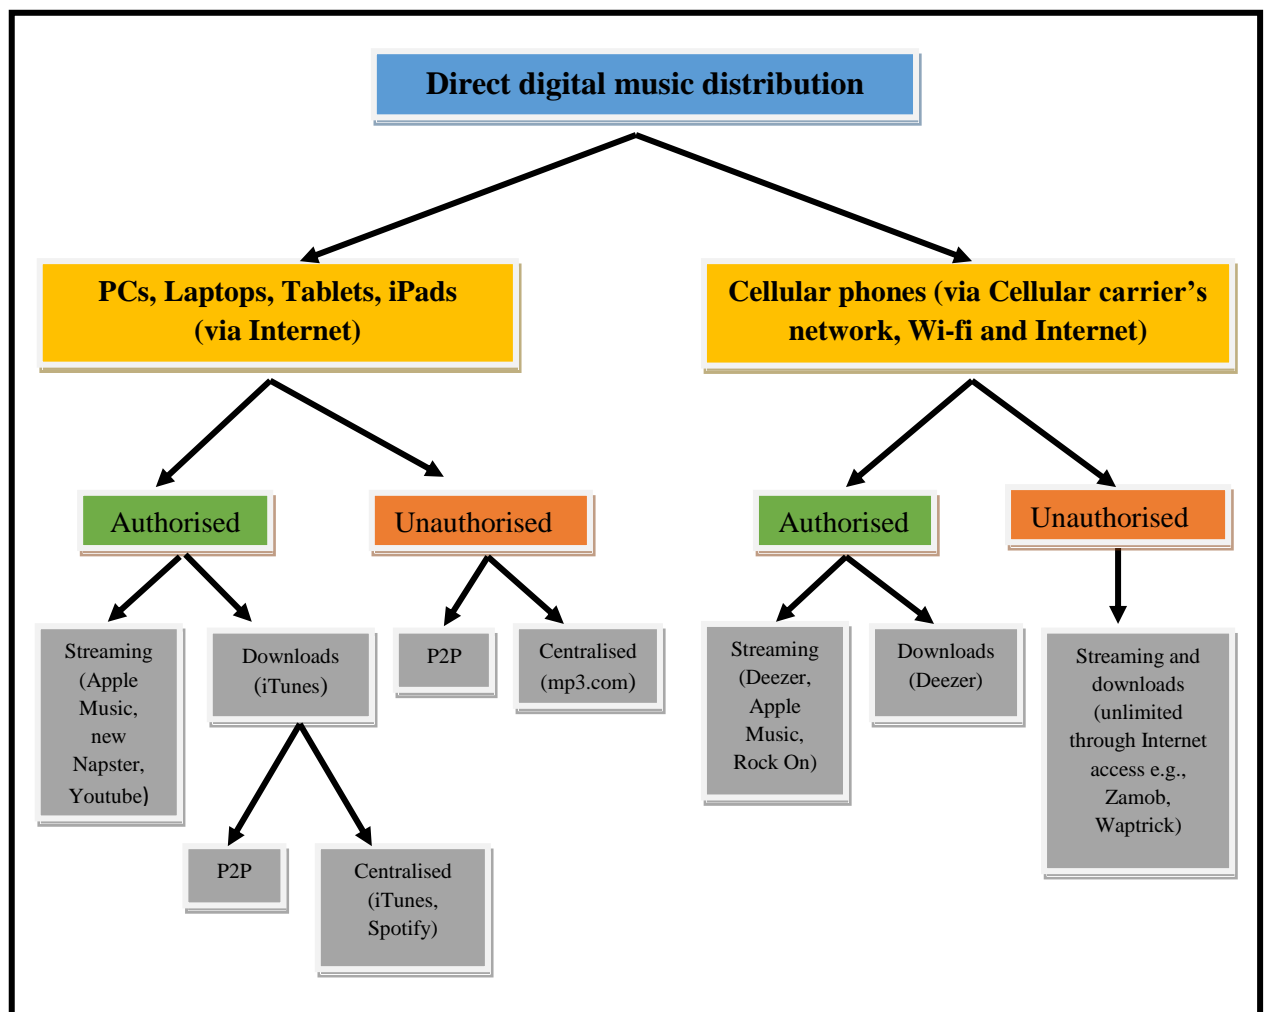 Direct digital music distribution
PCs, Laptops, Tablets, iPads
(via Internet)
Cellular phones (via Cellular carrier’s
network, Wi-fi and Internet)
Authorised
Unauthorised
Authorised
Unauthorised
Streaming
(Apple
Music,
new
Napster,
Youtube)
Downloads
(iTunes)
P2P
Centralised
(mp3.com)
Streaming
(Deezer,
Apple
Music,
Rock On)
Downloads
(Deezer)
Streaming and
downloads
(unlimited
through Internet
access e.g.,
Zamob,
Waptrick)
P2P
Centralised
(iTunes,
Spotify)